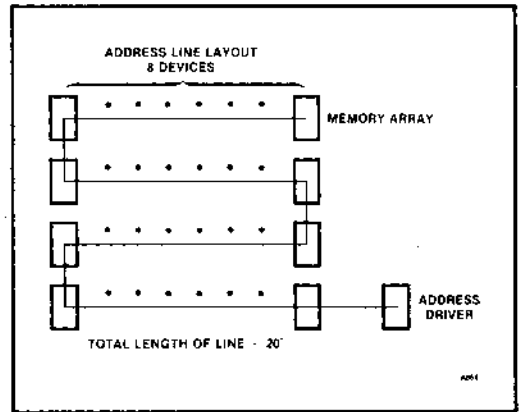 ADDRESS LINE LAYOUT
8 DEVICES
MEMORY ARRAY
ADDRESS
DRIVER
TOTAL LENGTH OF LINE - 20"